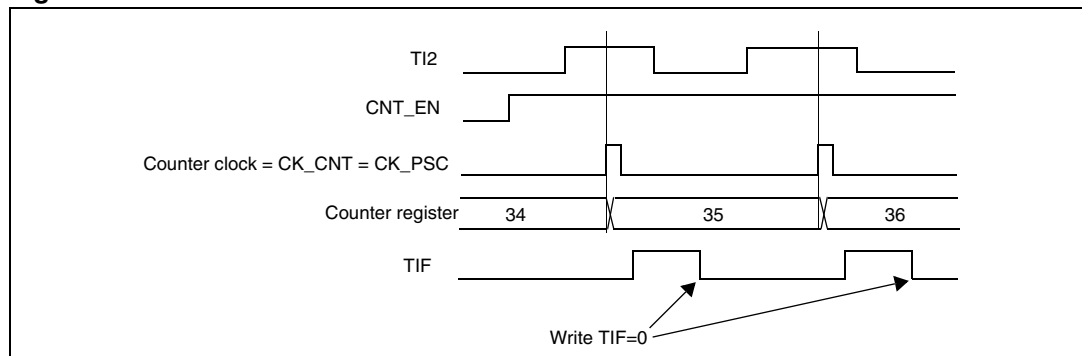 TI2
CNT_EN
Counter clock = CK_CNT = CK_PSC
Counter register 34 35 36
TIF
Write TIF=0